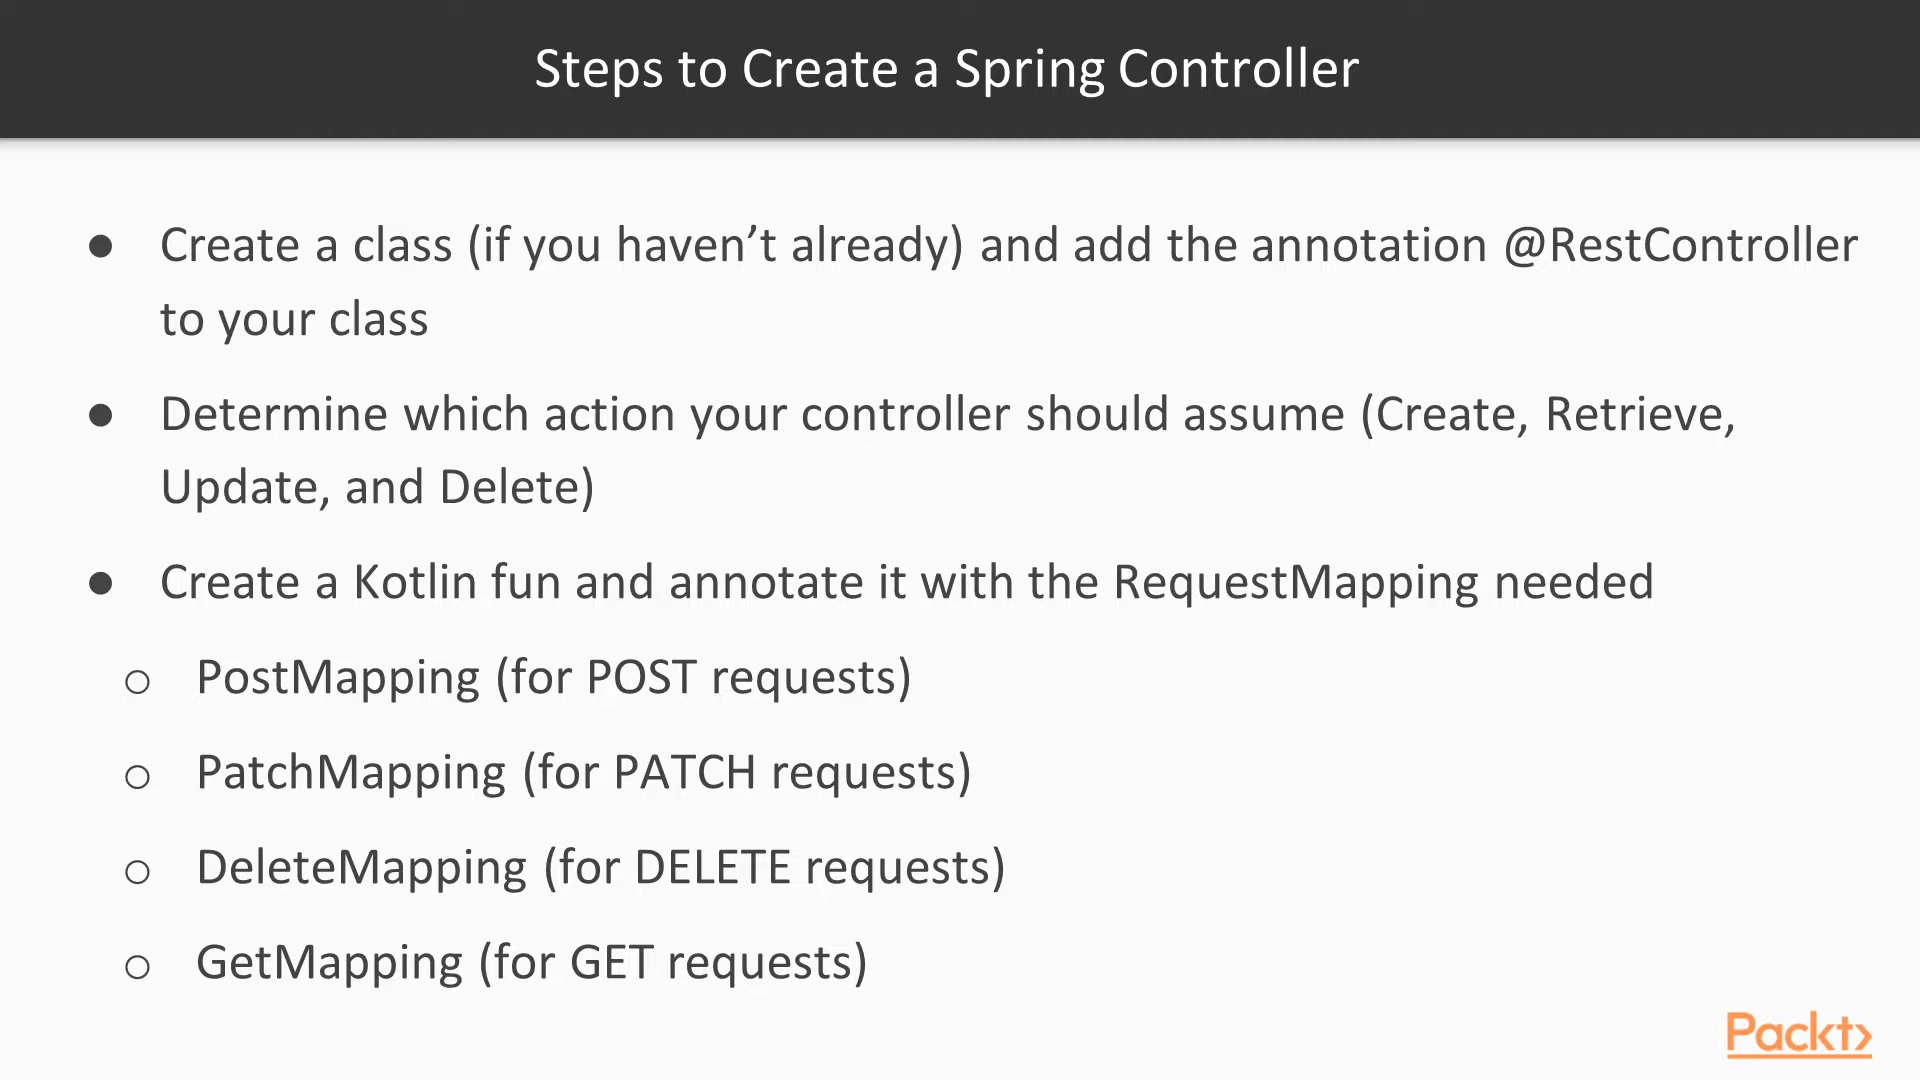 Steps to Create a Spring Controller
● Create a class (if you haven’t already) and add the annotation @RestController
to your class
● Determine which action your controller should assume (Create, Retrieve,
Update, and Delete)
● Create a Kotlin fun and annotate it with the RequestMapping needed
○ PostMapping (for POST requests)
○ PatchMapping (for PATCH requests)
○ DeleteMapping (for DELETE requests)
○ GetMapping (for GET requests)
Packt>